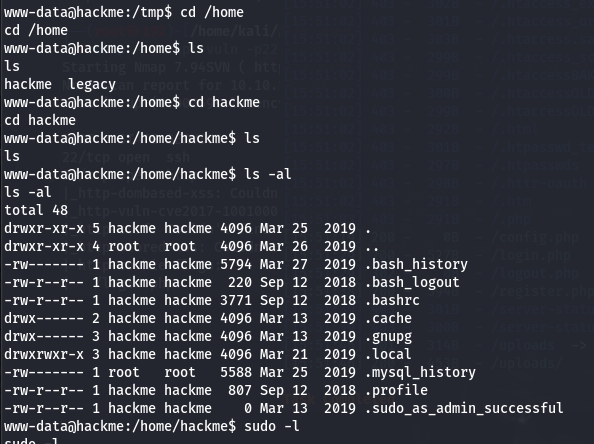 www-data@hackme:/tmp$ cd /home
cd /home
www-data@hackme:/home$ ls
ls
hackme  legacy
www-data@hackme:/home$ cd hackme
cd hackme
www-data@hackme:/home/hackme$ ls
ls
www-data@hackme:/home/hackme$ ls -al
ls -al
total 48
drwxr-xr-x 5 hackme hackme 4096 Mar 25  2019 .
drwxr-xr-x 4 root   root   4096 Mar 26  2019 ..
-rw------- 1 hackme hackme 5794 Mar 27  2019 .bash_history
-rw-r--r-- 1 hackme hackme  220 Sep 12  2018 .bash_logout
-rw-r--r-- 1 hackme hackme 3771 Sep 12  2018 .bashrc
drwx------ 2 hackme hackme 4096 Mar 13  2019 .cache
drwx------ 3 hackme hackme 4096 Mar 13  2019 .gnupg
drwxrwxr-x 3 hackme hackme 4096 Mar 21  2019 .local
-rw------- 1 root   root   5588 Mar 25  2019 .mysql_history
-rw-r--r-- 1 hackme hackme  807 Sep 12  2018 .profile
-rw-r--r-- 1 hackme hackme    0 Mar 13  2019 .sudo_as_admin_successful
www-data@hackme:/home/hackme$ sudo -l
sudo -l